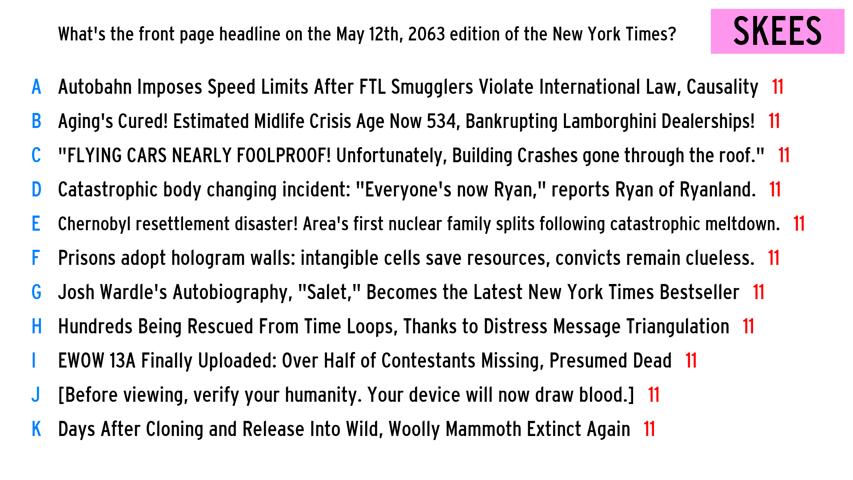 What's the front page headline on the May 12th, 2063 edition of the New York Times?
SKEES
A Autobahn Imposes Speed Limits After FTL Smugglers Violate International Law, Causality 11
B Aging's Cured! Estimated Midlife Crisis Age Now 534, Bankrupting Lamborghini Dealerships! 11
C "FLYING CARS NEARLY FOOLPROOF! Unfortunately, Building Crashes gone through the roof." 11
D Catastrophic body changing incident: "Everyone's now Ryan," reports Ryan of Ryanland. 11
E Chernobyl resettlement disaster! Area's first nuclear family splits following catastrophic meltdown. 11
F Prisons adopt hologram walls: intangible cells save resources, convicts remain clueless. 11
G Josh Wardle's Autobiography, "Salet," Becomes the Latest New York Times Bestseller 11
H Hundreds Being Rescued From Time Loops, Thanks to Distress Message Triangulation 11
I EWOW 13A Finally Uploaded: Over Half of Contestants Missing, Presumed Dead 11
J [Before viewing, verify your humanity. Your device will now draw blood.] 11
K Days After Cloning and Release Into Wild, Woolly Mammoth Extinct Again 11